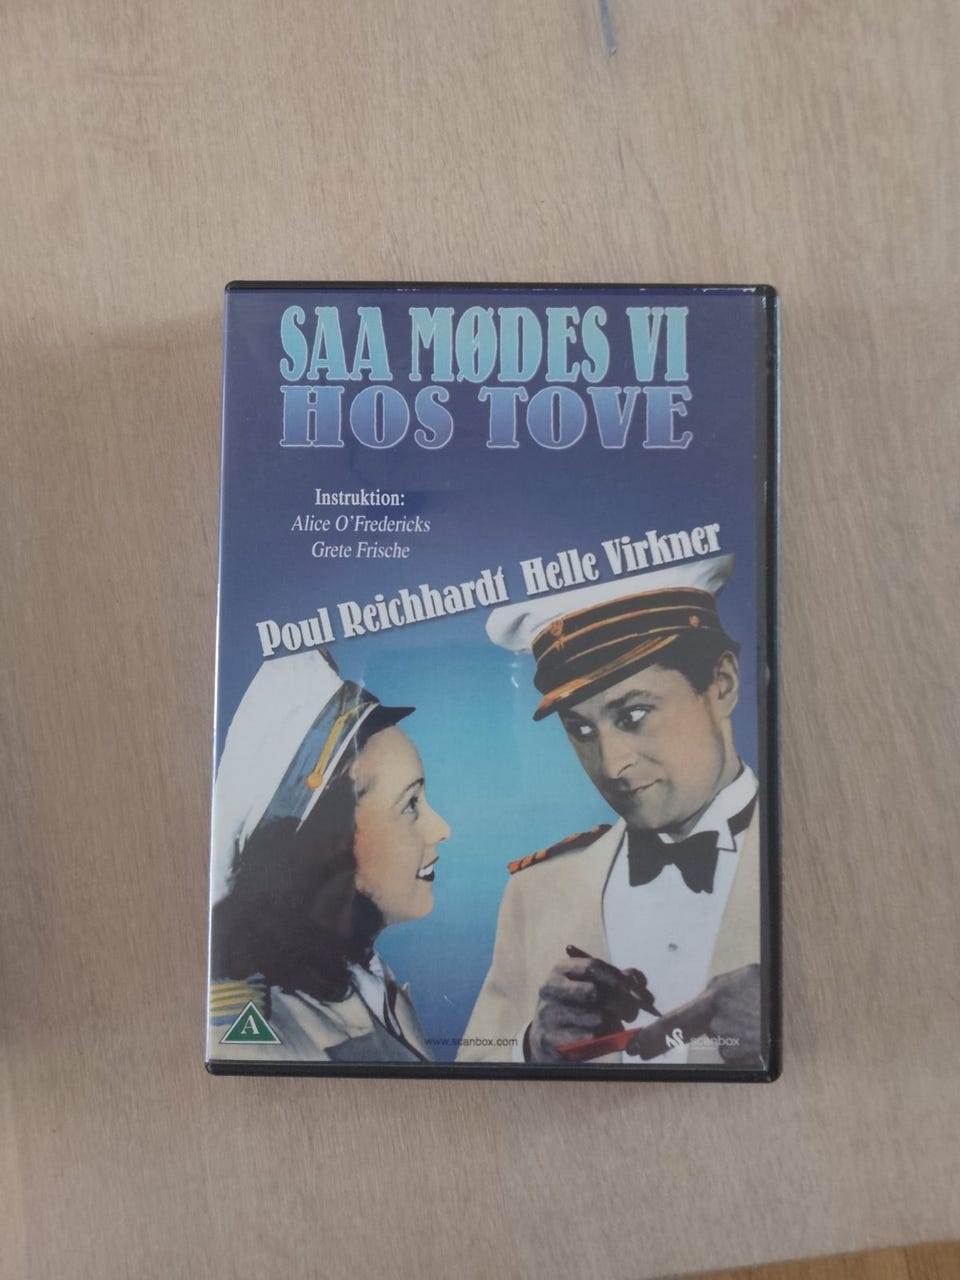 SAA MØDES VI
HOS TOVE
Instruktion:
Alice O'Fredericks
Grete Frische
Poul Reichhardt Helle Virkner
A
www.scanbox.com
scanbox